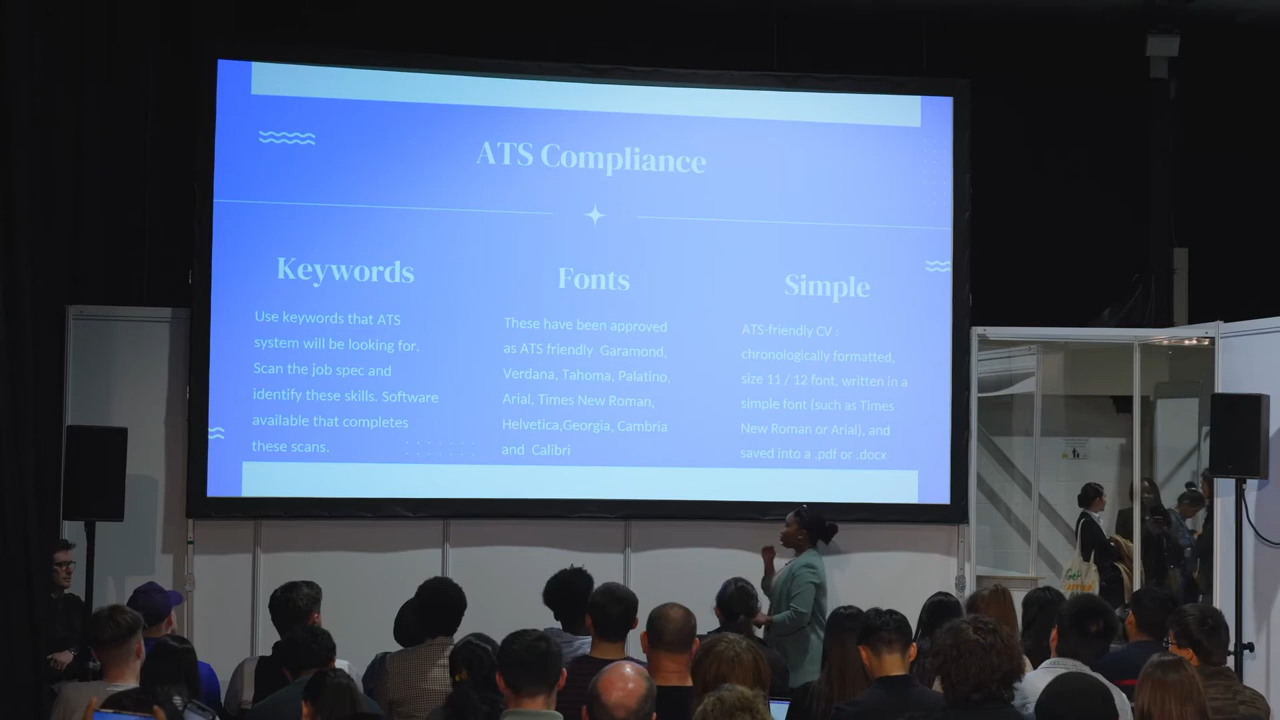 ATS Compliance
Keywords
Use keywords that ATS
system will be looking for.
Scan the job spec and
identify these skills. Software
available that completes
these scans.
Fonts
These have been approved
as ATS friendly Garamond,
Verdana, Tahoma, Palatino,
Arial, Times New Roman,
Helvetica,Georgia, Cambria
and Calibri
Simple
ATS-friendly CV :
chronologically formatted,
size 11 / 12 font, written in a
simple font (such as Times
New Roman or Arial), and
saved into a .pdf or .docx
Get